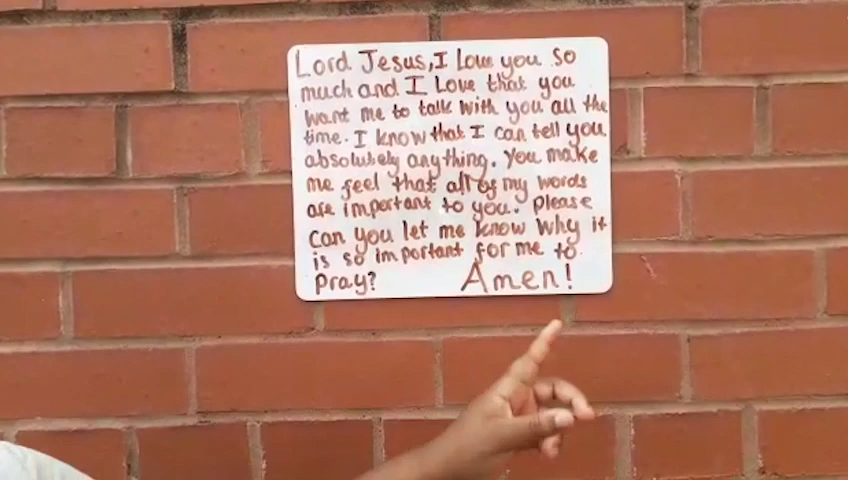 Lord Jesus, I Love you so
much and I Love that you
want me to talk with you all the
time. I know that I can tell you
absolutely anything. You make
me feel that all of my words
are important to you. Please
can you let me know why it
is so important for me to
pray? Amen!